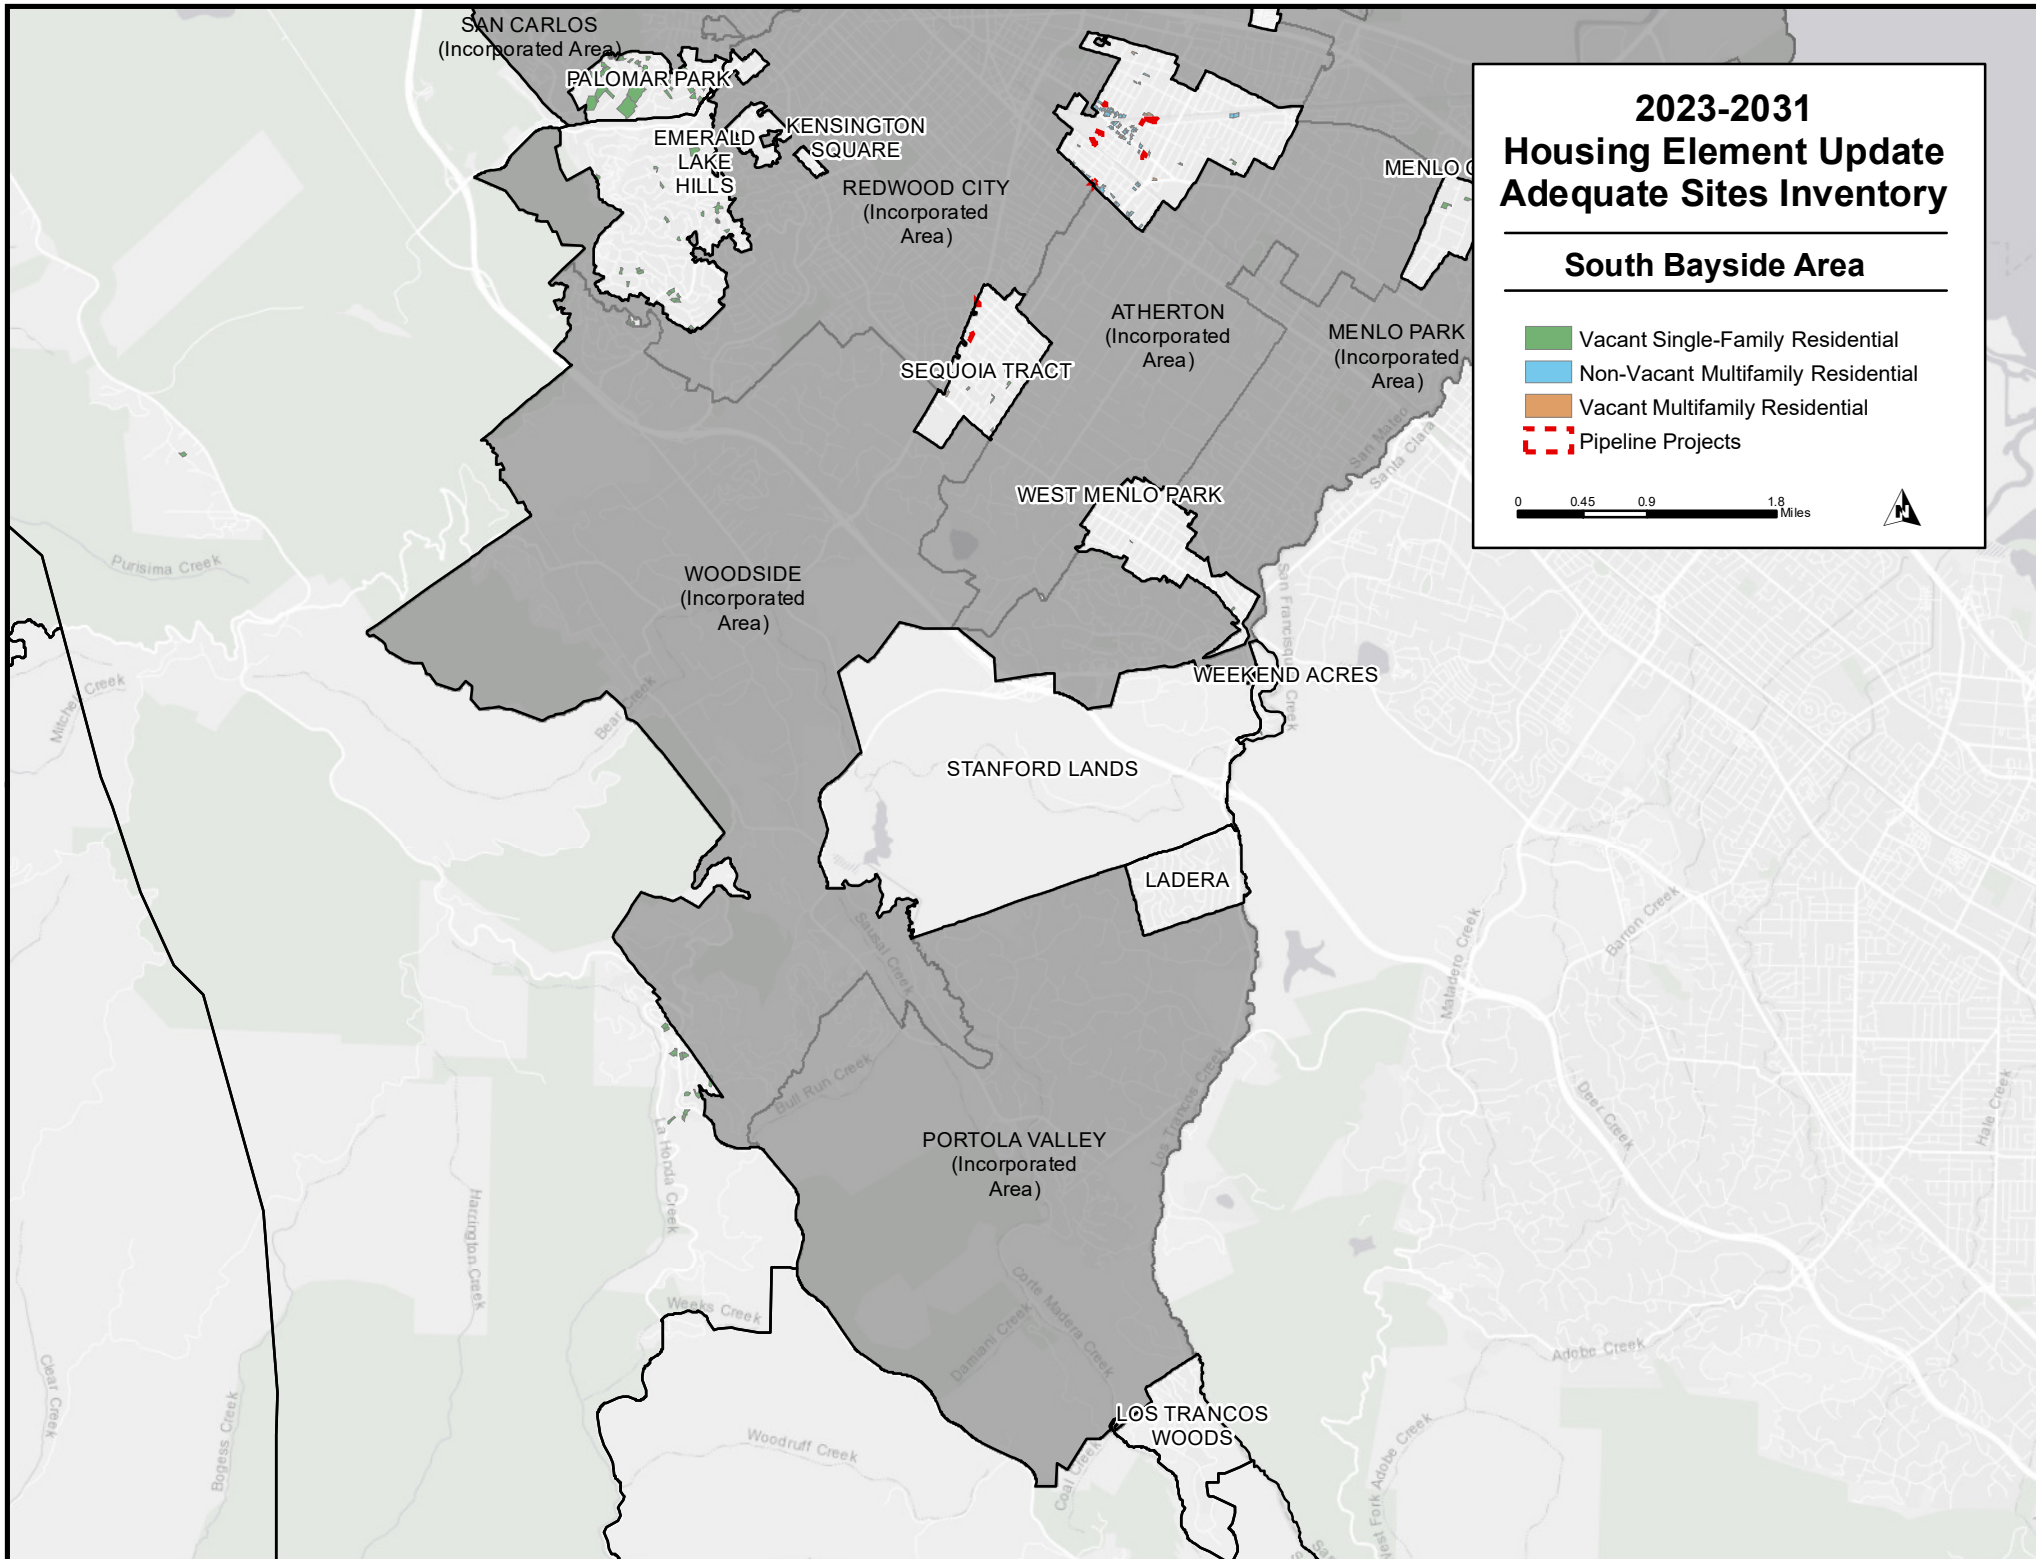 SAN CARLOS
(Incorporated Area)
PALOMAR PARK
EMERALD
LAKE
HILLS
KENSINGTON
SQUARE
REDWOOD CITY
(Incorporated
Area)
MENLO
2023-2031
Housing Element Update
Adequate Sites Inventory
South Bayside Area
Vacant Single-Family Residential
Non-Vacant Multifamily Residential
Vacant Multifamily Residential
Pipeline Projects
0 0.45 0.9 1.8
Miles
N
ATHERTON
(Incorporated
Area)
MENLO PARK
(Incorporated
Area)
SEQUOIA TRACT
San Mateo
Santa Clara
WEST MENLO PARK
Purisima Creek
WOODSIDE
(Incorporated
Area)
San Francisquito Creek
WEEKEND ACRES
Mitchell Creek
Bear Creek
STANFORD LANDS
LADERA
Sausal Creek
Matadero Creek
Barron Creek
Bull Run Creek
Los Trancos Creek
Deer Creek
Hale Creek
La Honda Creek
PORTOLA VALLEY
(Incorporated
Area)
Harrington Creek
Weeks Creek
Corte Madera Creek
Damiani Creek
Adobe Creek
Clear Creek
Bogess Creek
LOS TRANCOS
WOODS
Woodruff Creek
Coal Creek
West Fork Adobe Creek